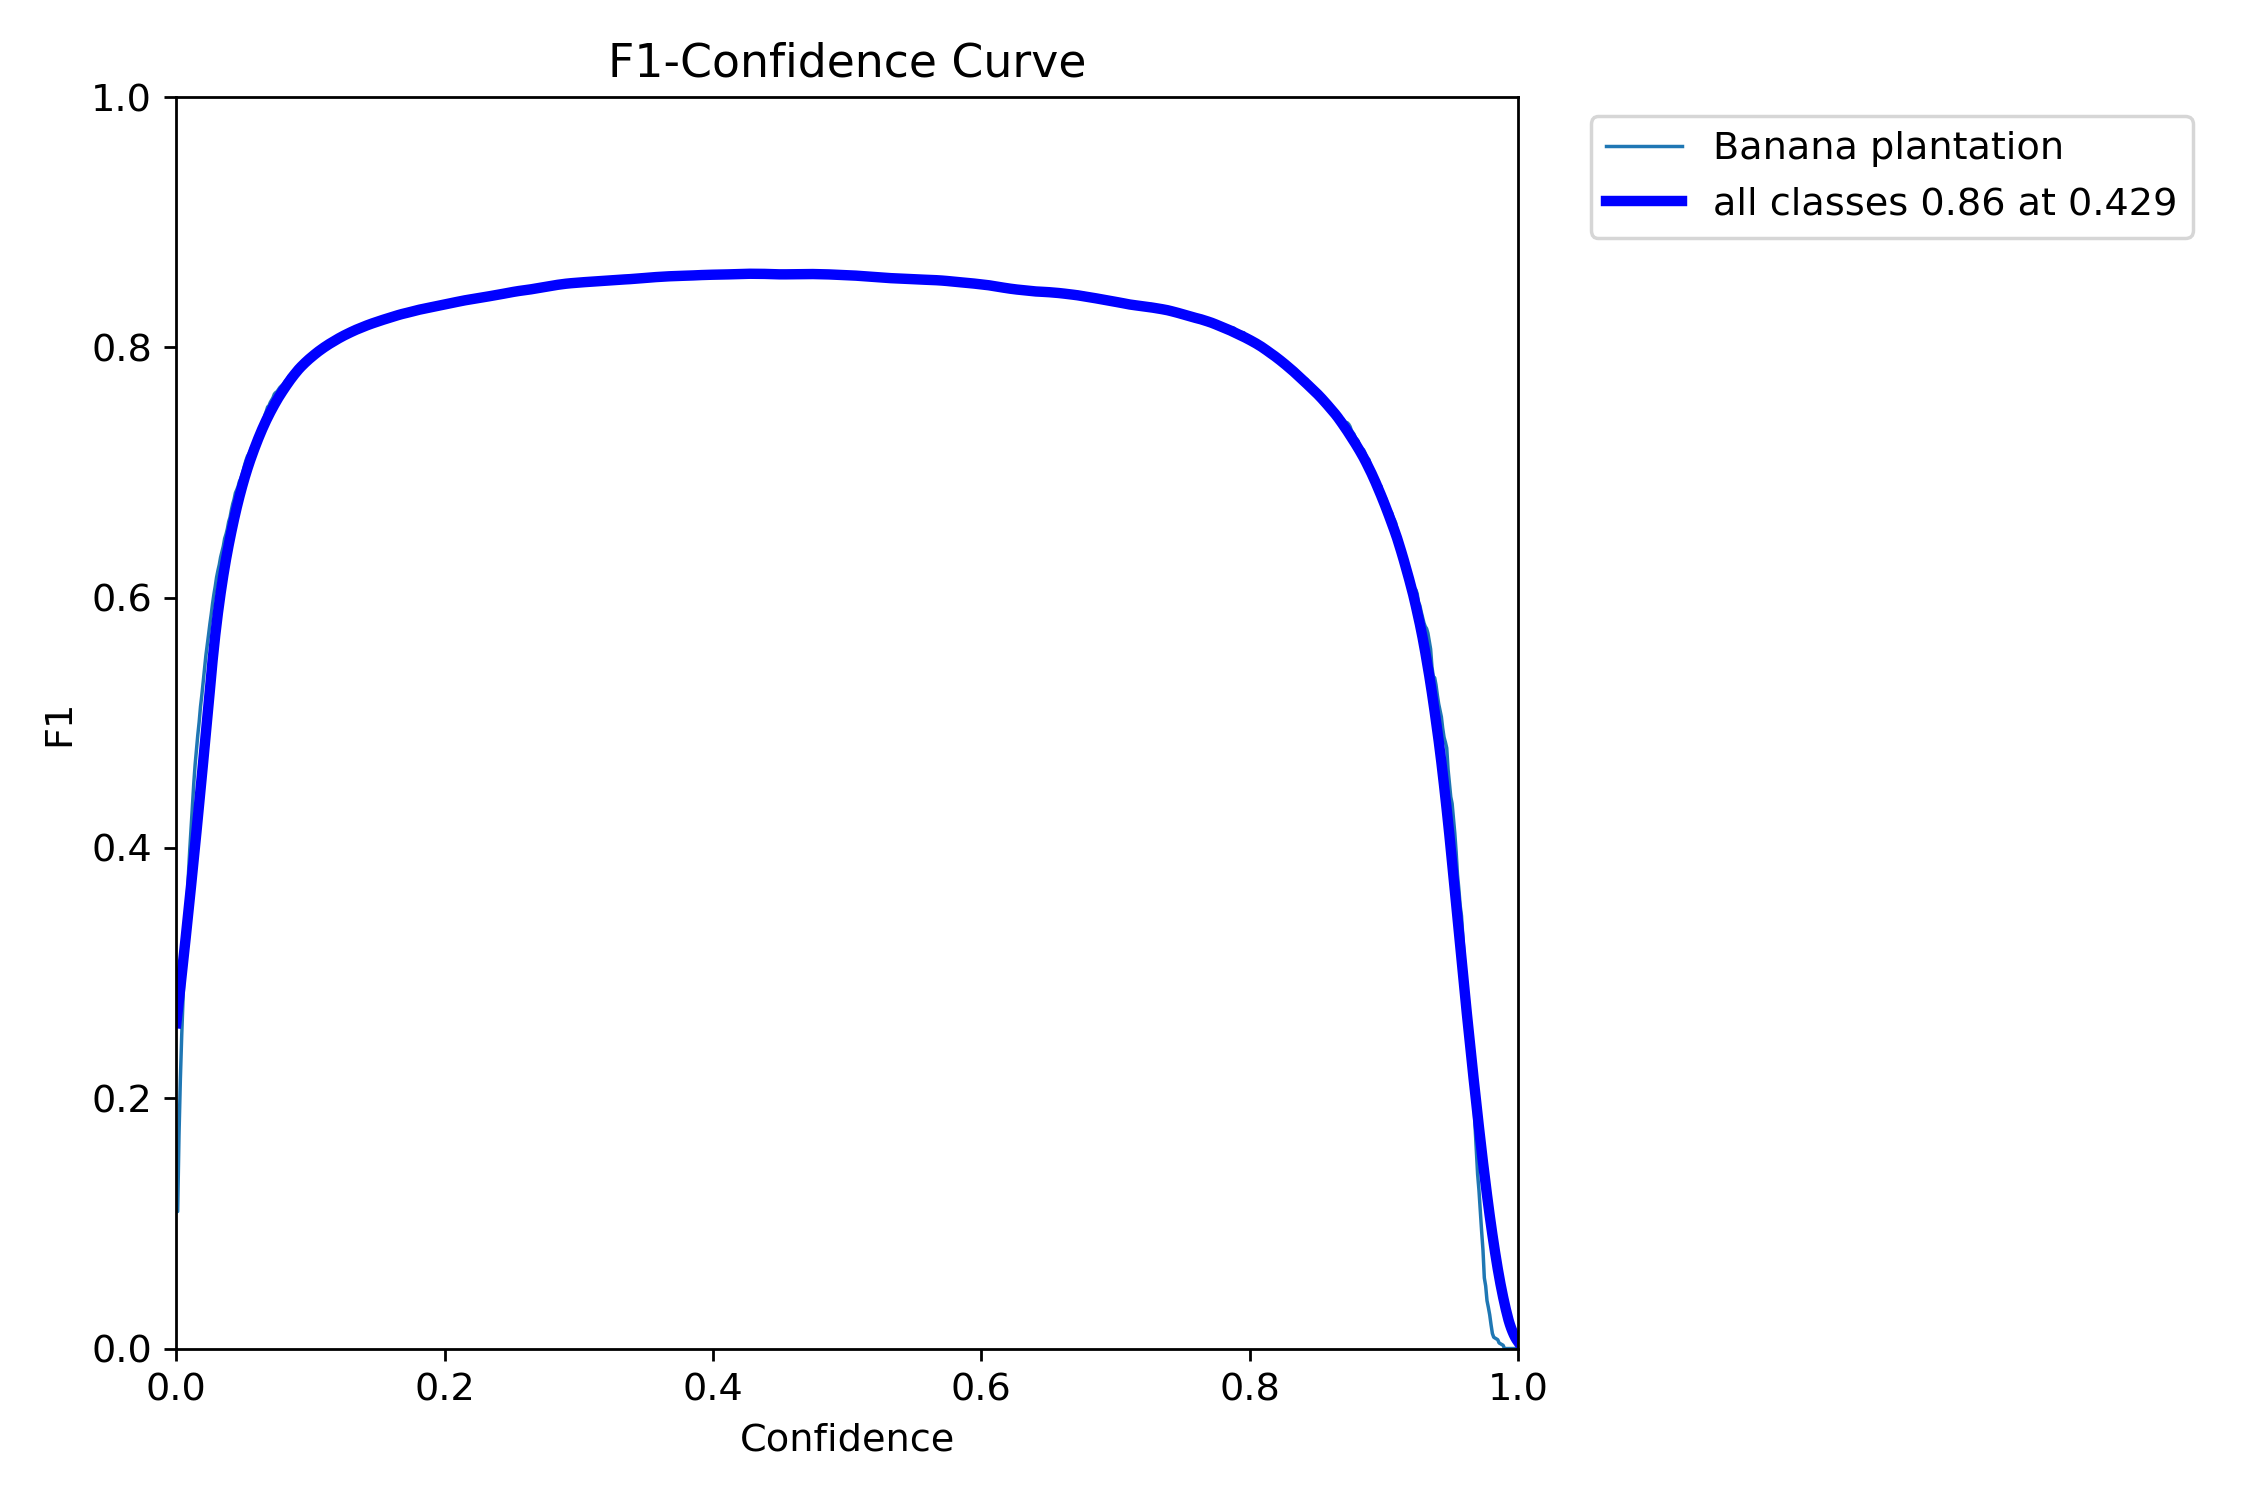 F1-Confidence Curve
1.0
0.8
0.6
0.4
0.2
0.0
F1
0.0 0.2 0.4 0.6 0.8 1.0
Confidence
Banana plantation
all classes 0.86 at 0.429